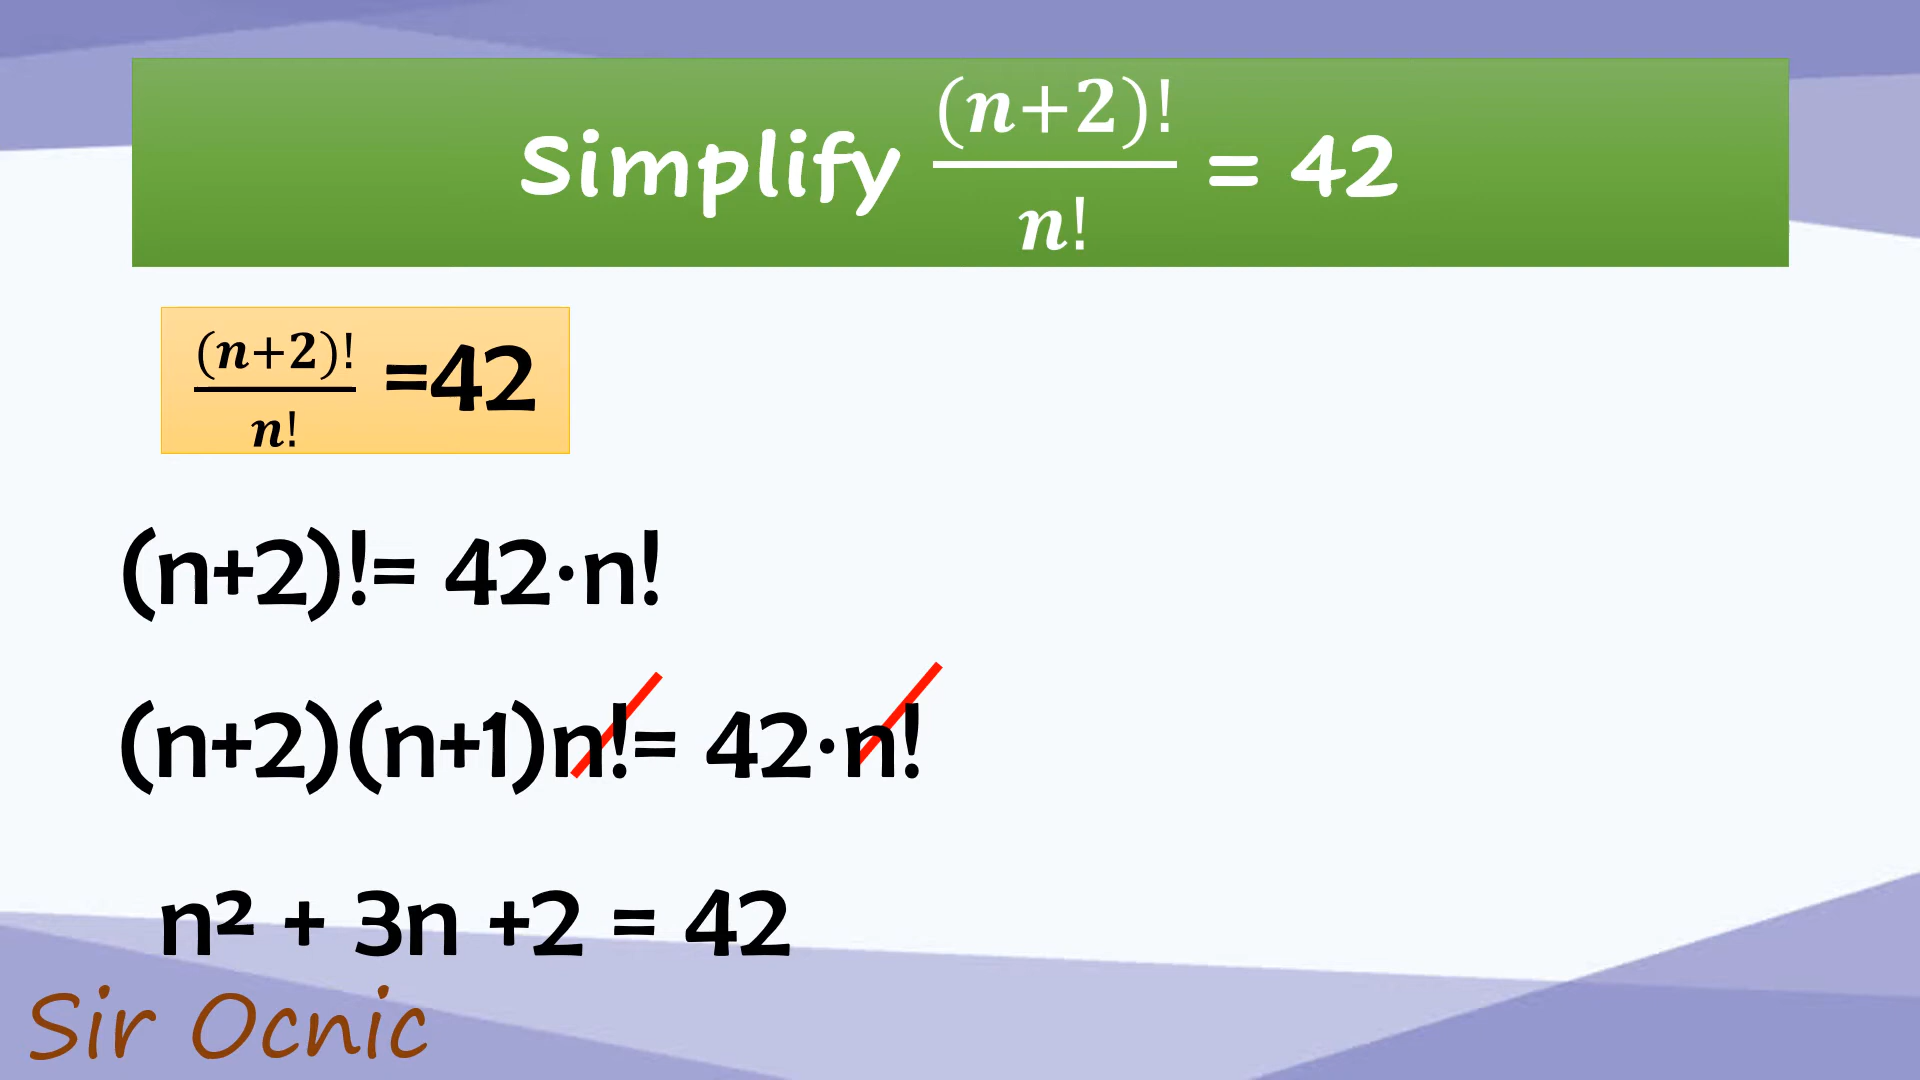 Simplify (n+2)!/n! = 42
(n+2)!/n! =42
(n+2)!= 42·n!
(n+2)(n+1)n!= 42·n!
n² + 3n +2 = 42
Sir Ocnic